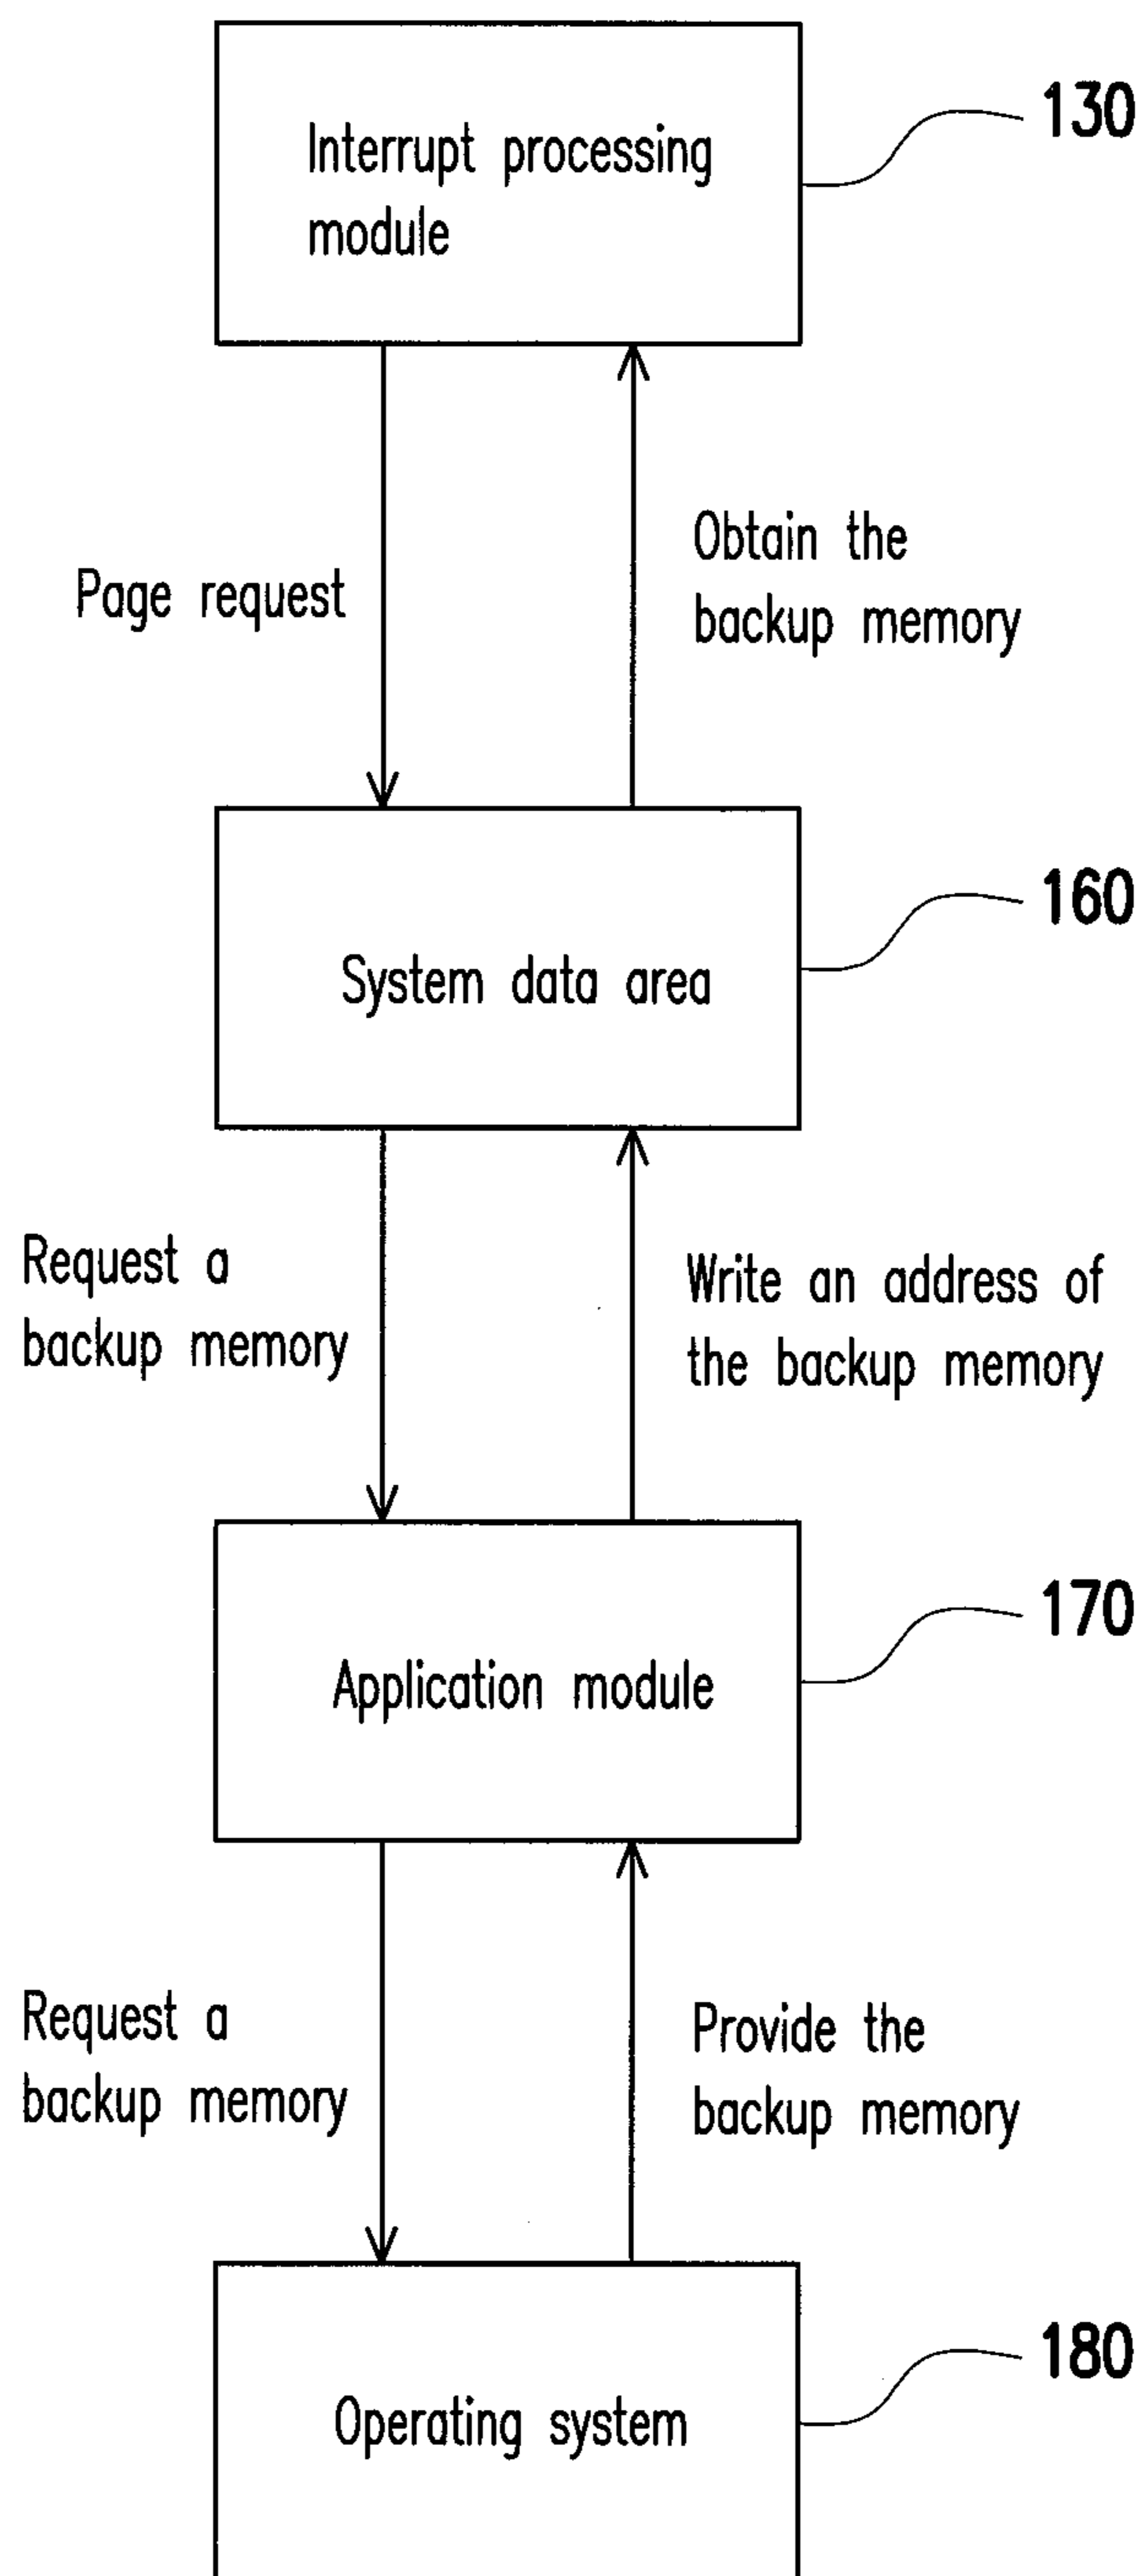 Interrupt processing
module
130
Page request
Obtain the
backup memory
System data area
160
Request a
backup memory
Write an address of
the backup memory
Application module
170
Request a
backup memory
Provide the
backup memory
Operating system
180